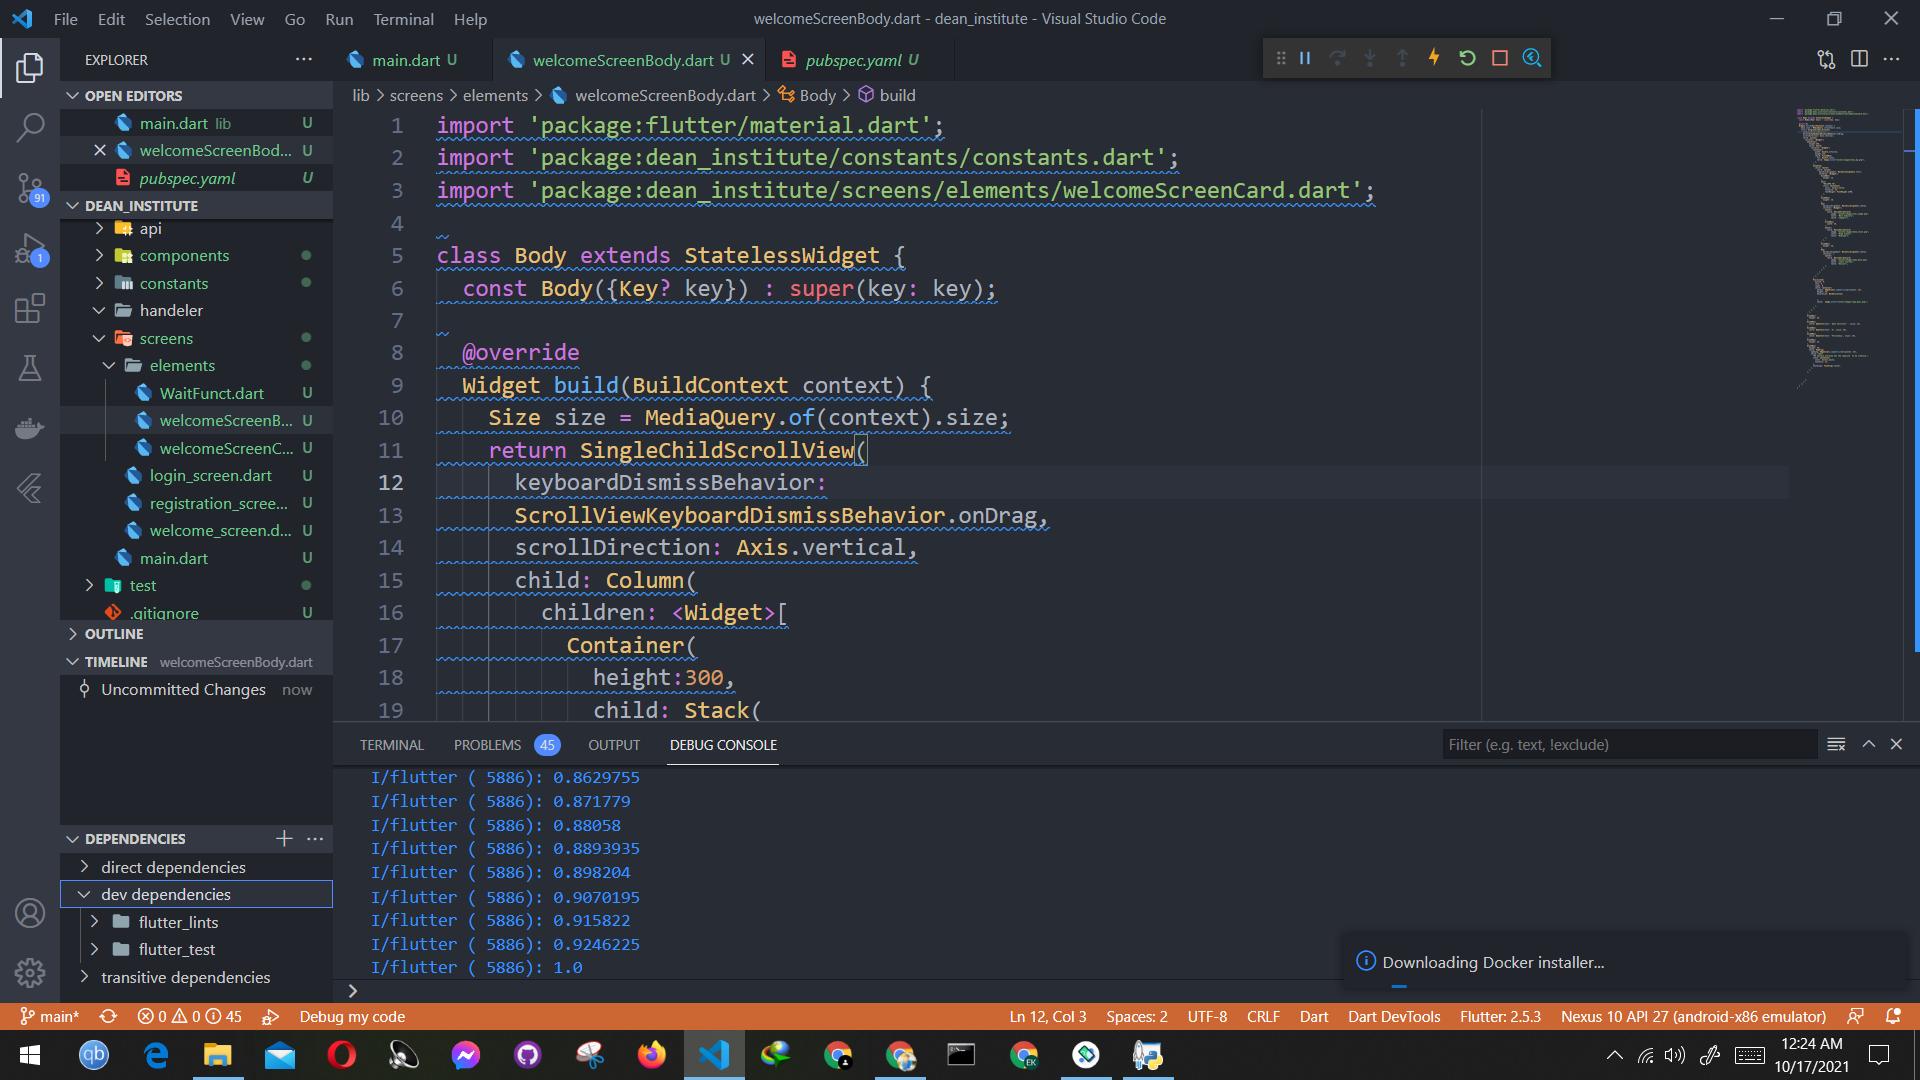 File Edit Selection View Go Run Terminal Help
welcomeScreenBody.dart - dean_institute - Visual Studio Code
EXPLORER
OPEN EDITORS
main.dart lib U
welcomeScreenBod... U
pubspec.yaml U
DEAN_INSTITUTE
api
components
constants
handeler
screens
elements
WaitFunct.dart U
welcomeScreenB... U
welcomeScreenC... U
login_screen.dart U
registration_scree... U
welcome_screen.d... U
main.dart U
test
.gitignore U
OUTLINE
TIMELINE welcomeScreenBody.dart
Uncommitted Changes now
DEPENDENCIES
direct dependencies
dev dependencies
flutter_lints
flutter_test
transitive dependencies
91
1
main.dart U
welcomeScreenBody.dart U
pubspec.yaml U
lib > screens > elements > welcomeScreenBody.dart > Body > build
1 import 'package:flutter/material.dart';
2 import 'package:dean_institute/constants/constants.dart';
3 import 'package:dean_institute/screens/elements/welcomeScreenCard.dart';
4
5 class Body extends StatelessWidget {
6 const Body({Key? key}) : super(key: key);
7
8 @override
9 Widget build(BuildContext context) {
10 Size size = MediaQuery.of(context).size;
11 return SingleChildScrollView(
12 keyboardDismissBehavior:
13 ScrollViewKeyboardDismissBehavior.onDrag,
14 scrollDirection: Axis.vertical,
15 child: Column(
16 children: <Widget>[
17 Container(
18 height:300,
19 child: Stack(
TERMINAL PROBLEMS 45 OUTPUT DEBUG CONSOLE
Filter (e.g. text, !exclude)
I/flutter ( 5886): 0.8629755
I/flutter ( 5886): 0.871779
I/flutter ( 5886): 0.88058
I/flutter ( 5886): 0.8893935
I/flutter ( 5886): 0.898204
I/flutter ( 5886): 0.9070195
I/flutter ( 5886): 0.915822
I/flutter ( 5886): 0.9246225
I/flutter ( 5886): 1.0
Downloading Docker installer...
main* 0 0 45 Debug my code
Ln 12, Col 3 Spaces: 2 UTF-8 CRLF Dart Dart DevTools Flutter: 2.5.3 Nexus 10 API 27 (android-x86 emulator)
qb
EK
12:24 AM
10/17/2021